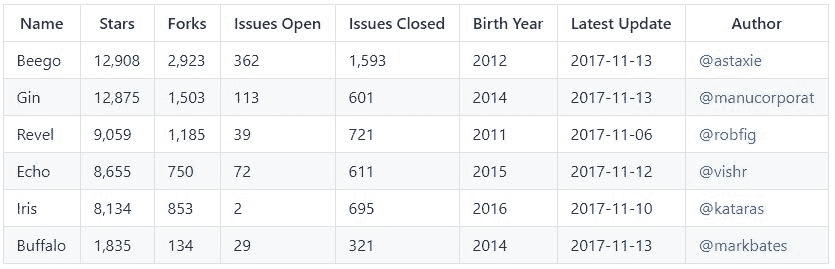 Name Stars Forks Issues Open Issues Closed Birth Year Latest Update Author
Beego 12,908 2,923 362 1,593 2012 2017-11-13 @astaxie
Gin 12,875 1,503 113 601 2014 2017-11-13 @manucorporat
Revel 9,059 1,185 39 721 2011 2017-11-06 @robfig
Echo 8,655 750 72 611 2015 2017-11-12 @vishr
Iris 8,134 853 2 695 2016 2017-11-10 @kataras
Buffalo 1,835 134 29 321 2014 2017-11-13 @markbates